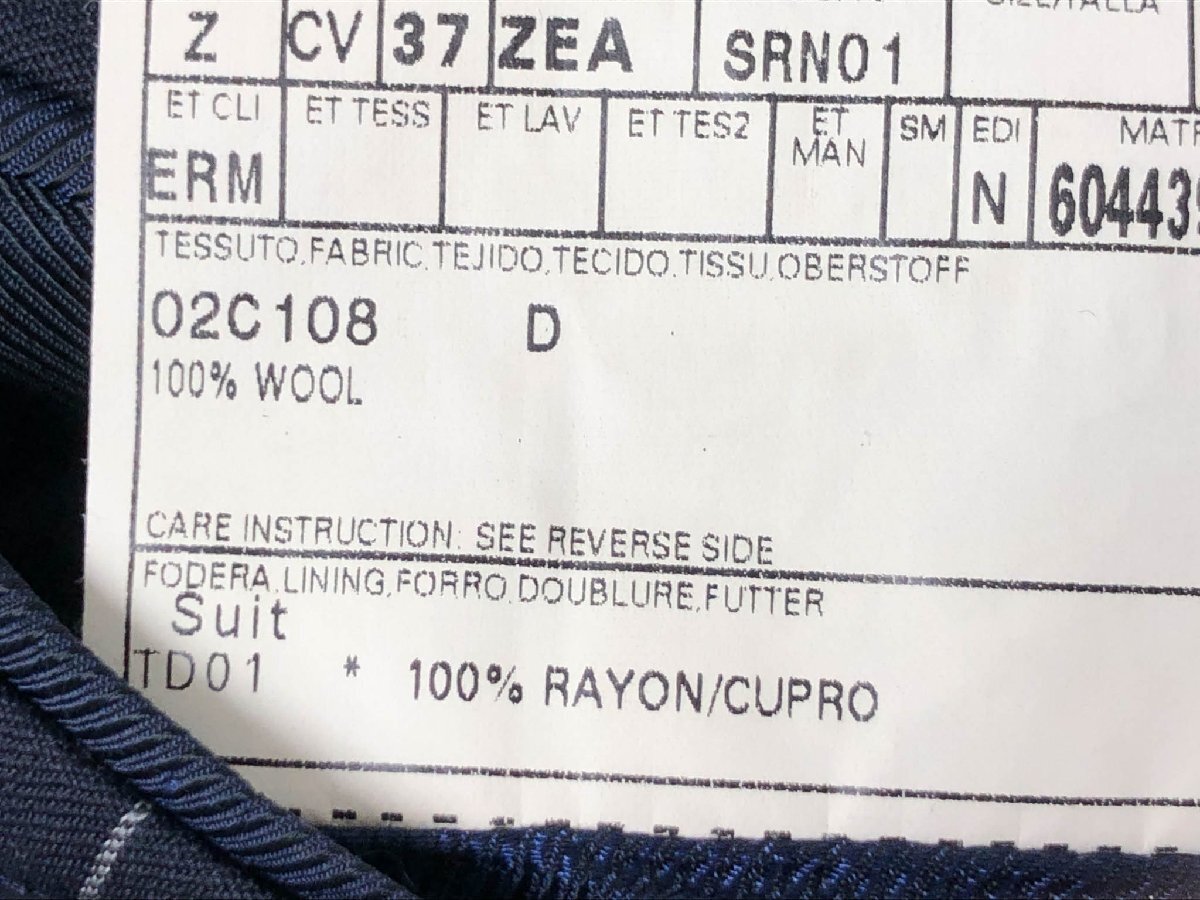 Z CV 37 ZEA SRN01
ET CLI ET TESS ET LAV ET TES2 ET MAN SM EDI
ERM N
TESSUTO,FABRIC,TEJIDO,TECIDO,TISSU,OBERSTOFF
02C108 D
100% WOOL
CARE INSTRUCTION: SEE REVERSE SIDE
FODERA,LINING,FORRO,DOUBLURE,FUTTER
Suit
TD01 * 100% RAYON/CUPRO